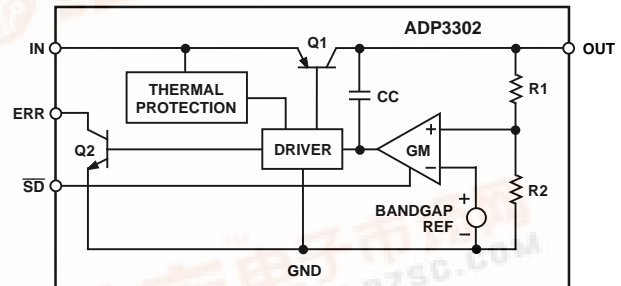 ADP3302
IN
Q1
OUT
THERMAL
PROTECTION
CC
R1
ERR
Q2
DRIVER
+
GM
−
SD
R2
BANDGAP
REF
+
−
GND